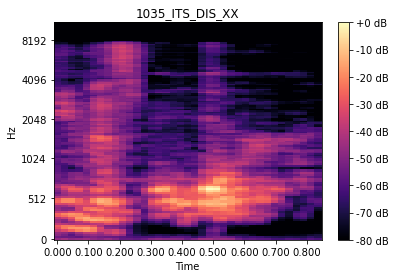 1035_ITS_DIS_XX
+0 dB
8192
-10 dB
4096
-20 dB
-30 dB
2048
Hz
-40 dB
1024
-50 dB
512
-60 dB
-70 dB
0
-80 dB
0.000 0.100 0.200 0.300 0.400 0.500 0.600 0.700 0.800
Time